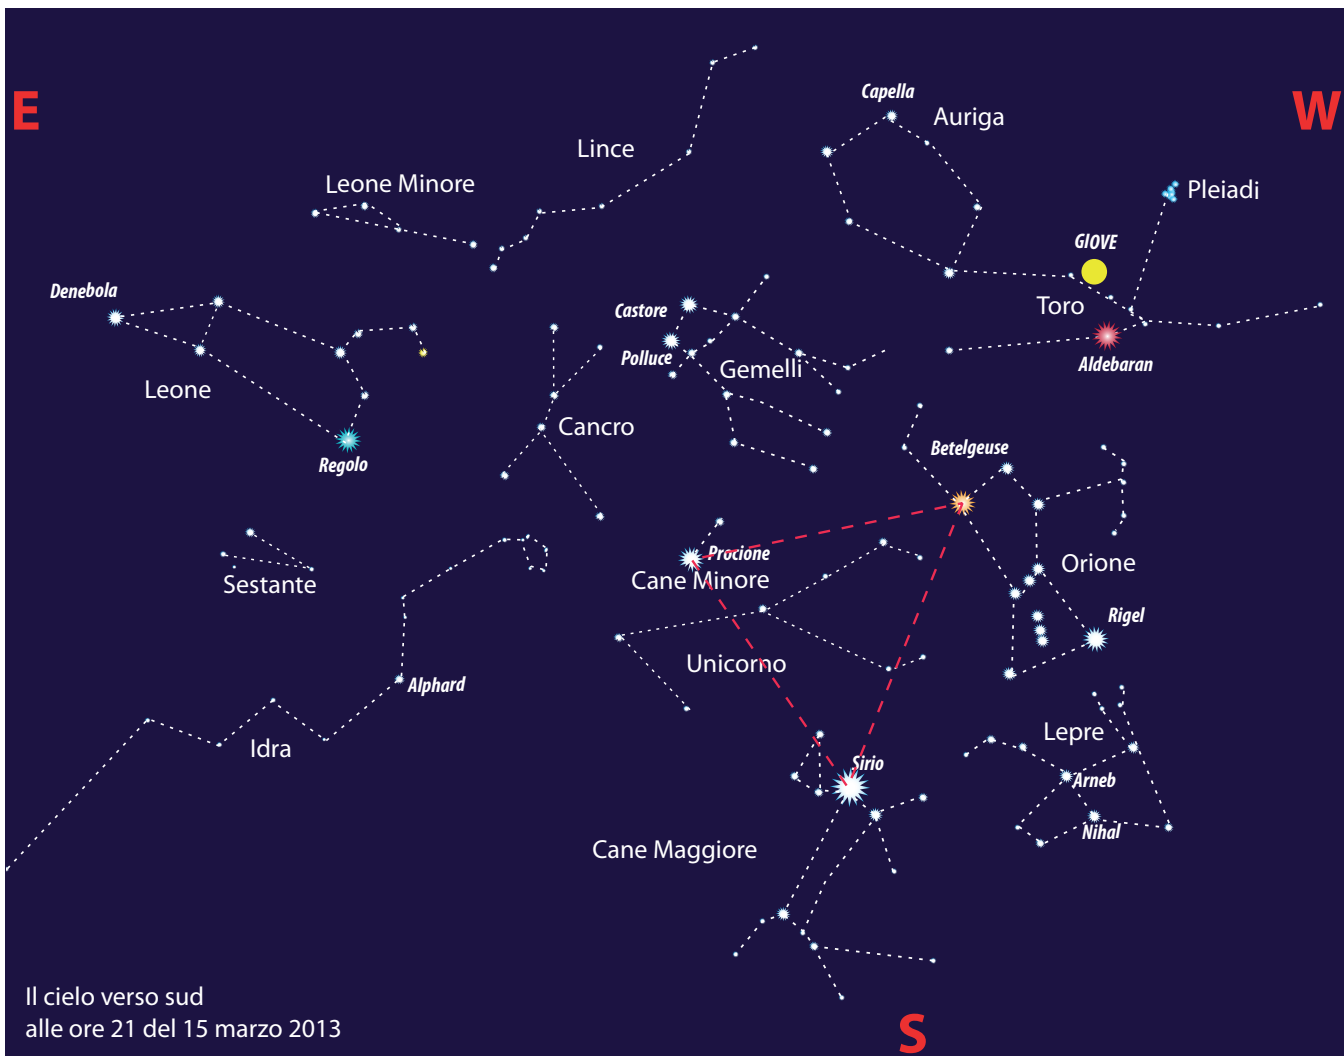 E
W
Capella
Auriga
Lince
Leone Minore
Pleiadi
GIOVE
Denebola
Castore
Toro
Polluce
Gemelli
Aldebaran
Leone
Cancro
Betelgeuse
Regolo
Procione
Cane Minore
Orione
Sestante
Rigel
Unicorno
Alphard
Idra
Lepre
Sirio
Arneb
Nihal
Cane Maggiore
Il cielo verso sud
alle ore 21 del 15 marzo 2013
S